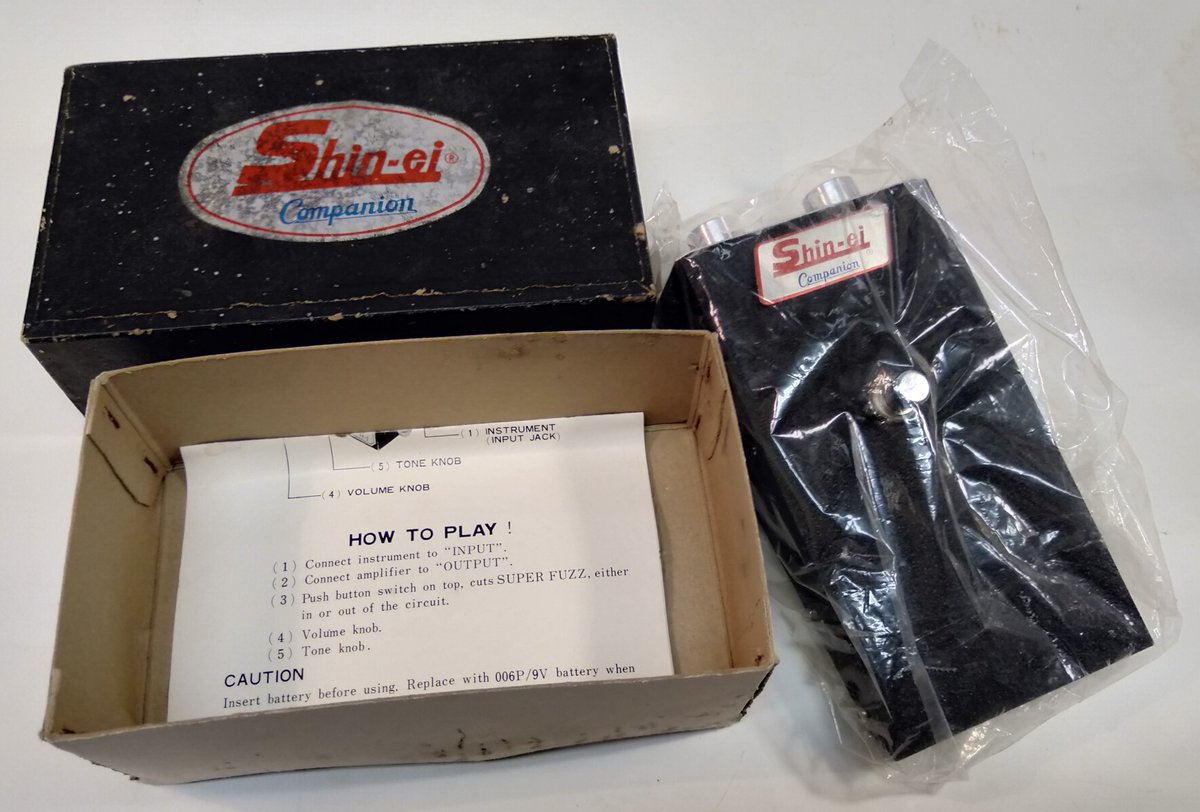 Shin-ei ®
Companion
Shin-ei ®
Companion
(1) INSTRUMENT
(INPUT JACK)
(5) TONE KNOB
(4) VOLUME KNOB
HOW TO PLAY !
(1) Connect instrument to “INPUT”.
(2) Connect amplifier to “OUTPUT”.
(3) Push button switch on top, cuts SUPER FUZZ, either
in or out of the circuit.
(4) Volume knob.
(5) Tone knob.
CAUTION
Insert battery before using. Replace with 006P/9V battery when